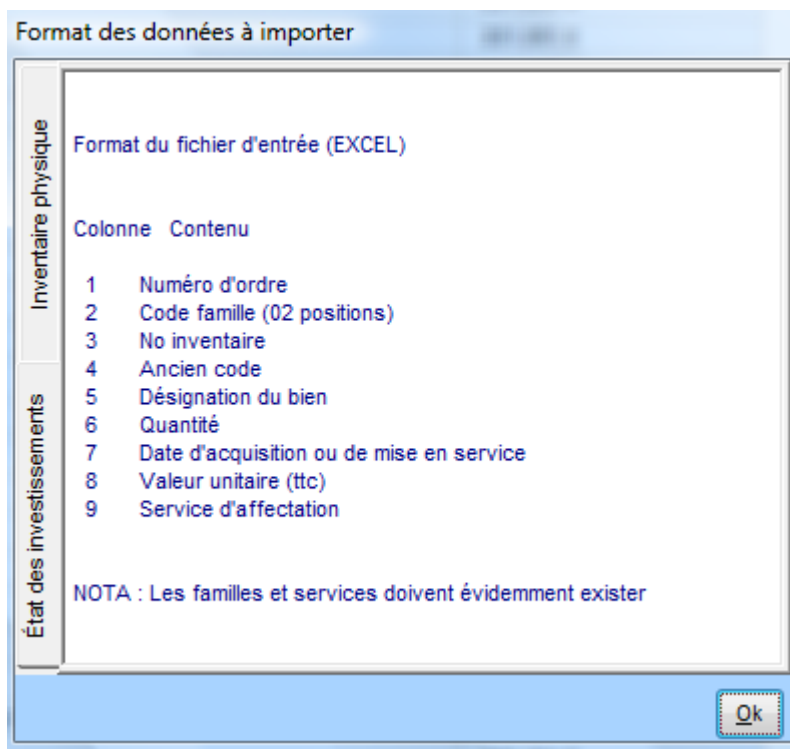 Format des données à importer
Inventaire physique
État des investissements
Format du fichier d'entrée (EXCEL)
Colonne Contenu
1 Numéro d'ordre
2 Code famille (02 positions)
3 No inventaire
4 Ancien code
5 Désignation du bien
6 Quantité
7 Date d'acquisition ou de mise en service
8 Valeur unitaire (ttc)
9 Service d'affectation
NOTA : Les familles et services doivent évidemment exister
Ok